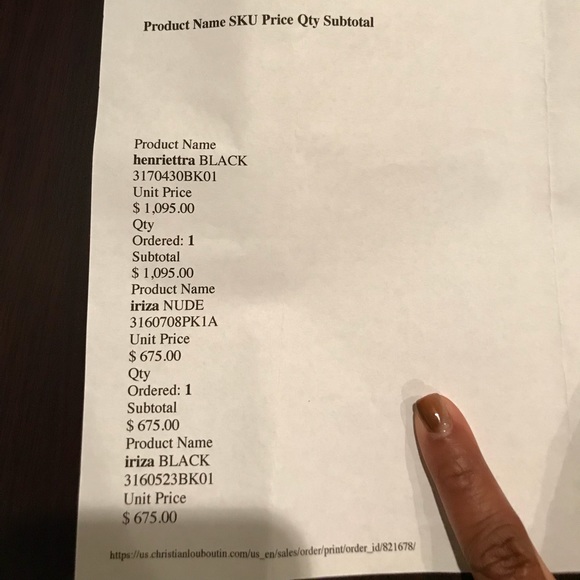 Product Name SKU Price Qty Subtotal
Product Name
henriettra BLACK
3170430BK01
Unit Price
$ 1,095.00
Qty
Ordered: 1
Subtotal
$ 1,095.00
Product Name
iriza NUDE
3160708PK1A
Unit Price
$ 675.00
Qty
Ordered: 1
Subtotal
$ 675.00
Product Name
iriza BLACK
3160523BK01
Unit Price
$ 675.00
https://us.christianlouboutin.com/us_en/sales/order/print/order_id/821678/